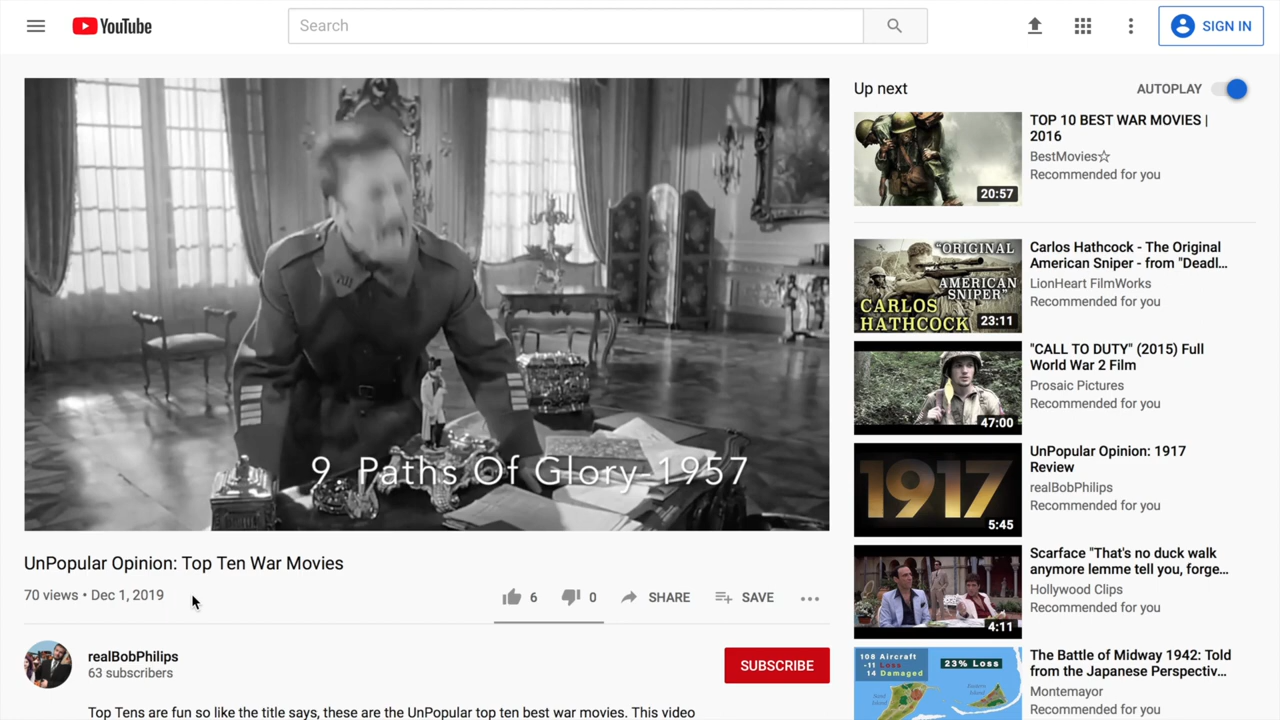 YouTube
Search
SIGN IN
9. Paths Of Glory-1957
UnPopular Opinion: Top Ten War Movies
70 views • Dec 1, 2019
6
0
SHARE
SAVE
realBobPhilips
63 subscribers
SUBSCRIBE
Top Tens are fun so like the title says, these are the UnPopular top ten best war movies. This video
Up next
AUTOPLAY
20:57
TOP 10 BEST WAR MOVIES |
2016
BestMovies☆
Recommended for you
"ORIGINAL
AMERICAN
SNIPER"
CARLOS
HATHCOCK
23:11
Carlos Hathcock - The Original
American Sniper - from "Deadl...
LionHeart FilmWorks
Recommended for you
47:00
"CALL TO DUTY" (2015) Full
World War 2 Film
Prosaic Pictures
Recommended for you
1917
5:45
UnPopular Opinion: 1917
Review
realBobPhilips
Recommended for you
4:11
Scarface "That's no duck walk
anymore lemme tell you, forge...
Hollywood Clips
Recommended for you
108 Aircraft
-11 Loss
14 Damaged
23% Loss
The Battle of Midway 1942: Told
from the Japanese Perspectiv...
Montemayor
Recommended for you